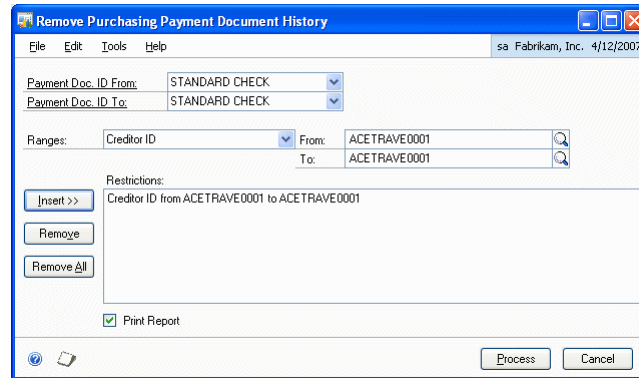 Remove Purchasing Payment Document History
File Edit Tools Help sa Fabrikam, Inc. 4/12/2007
Payment Doc. ID From: STANDARD CHECK
Payment Doc. ID To: STANDARD CHECK
Ranges: Creditor ID From: ACETRAVE0001
To: ACETRAVE0001
Restrictions:
Insert >> Creditor ID from ACETRAVE0001 to ACETRAVE0001
Remove
Remove All
Print Report
Process Cancel